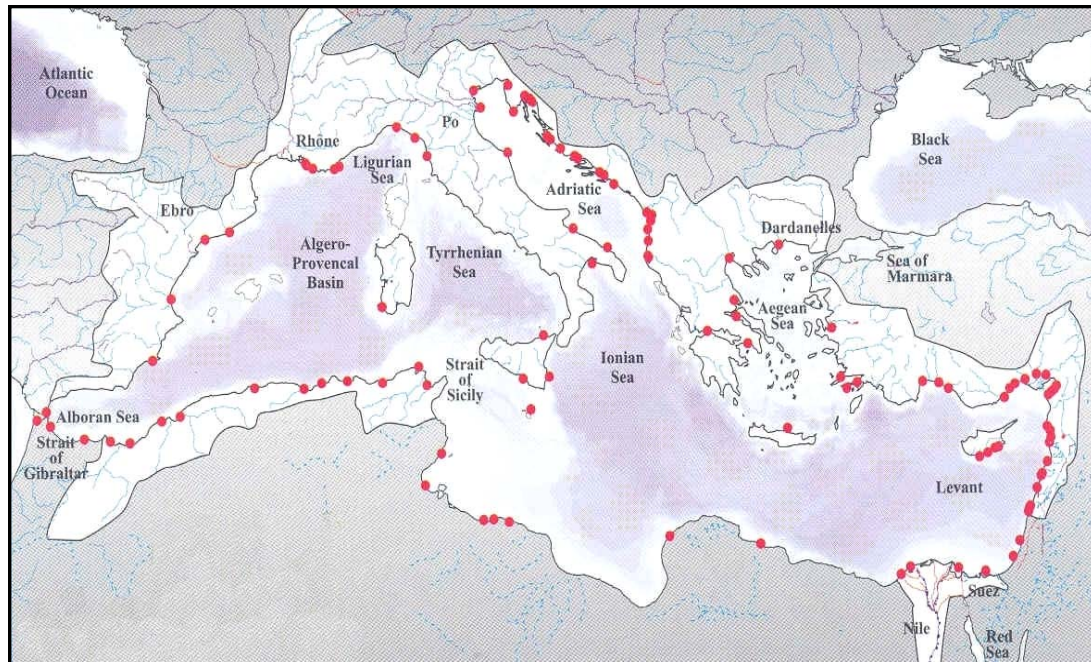 Atlantic
Ocean
Rhône
Po
Ligurian
Sea
Ebro
Adriatic
Sea
Black
Sea
Dardanelles
Sea of
Marmara
Algero-
Provencal
Basin
Tyrrhenian
Sea
Aegean
Sea
Ionian
Sea
Strait
of
Sicily
Alboran Sea
Strait
of
Gibraltar
Levant
Suez
Nile
Red
Sea